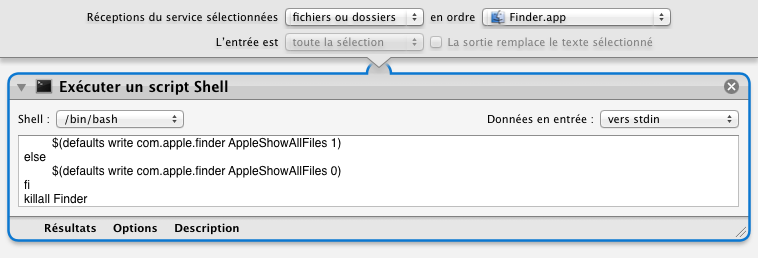 Réceptions du service sélectionnées fichiers ou dossiers en ordre Finder.app
L'entrée est toute la sélection La sortie remplace le texte sélectionné
Exécuter un script Shell
Shell : /bin/bash Données en entrée : vers stdin
$(defaults write com.apple.finder AppleShowAllFiles 1)
else
$(defaults write com.apple.finder AppleShowAllFiles 0)
fi
killall Finder
Résultats Options Description